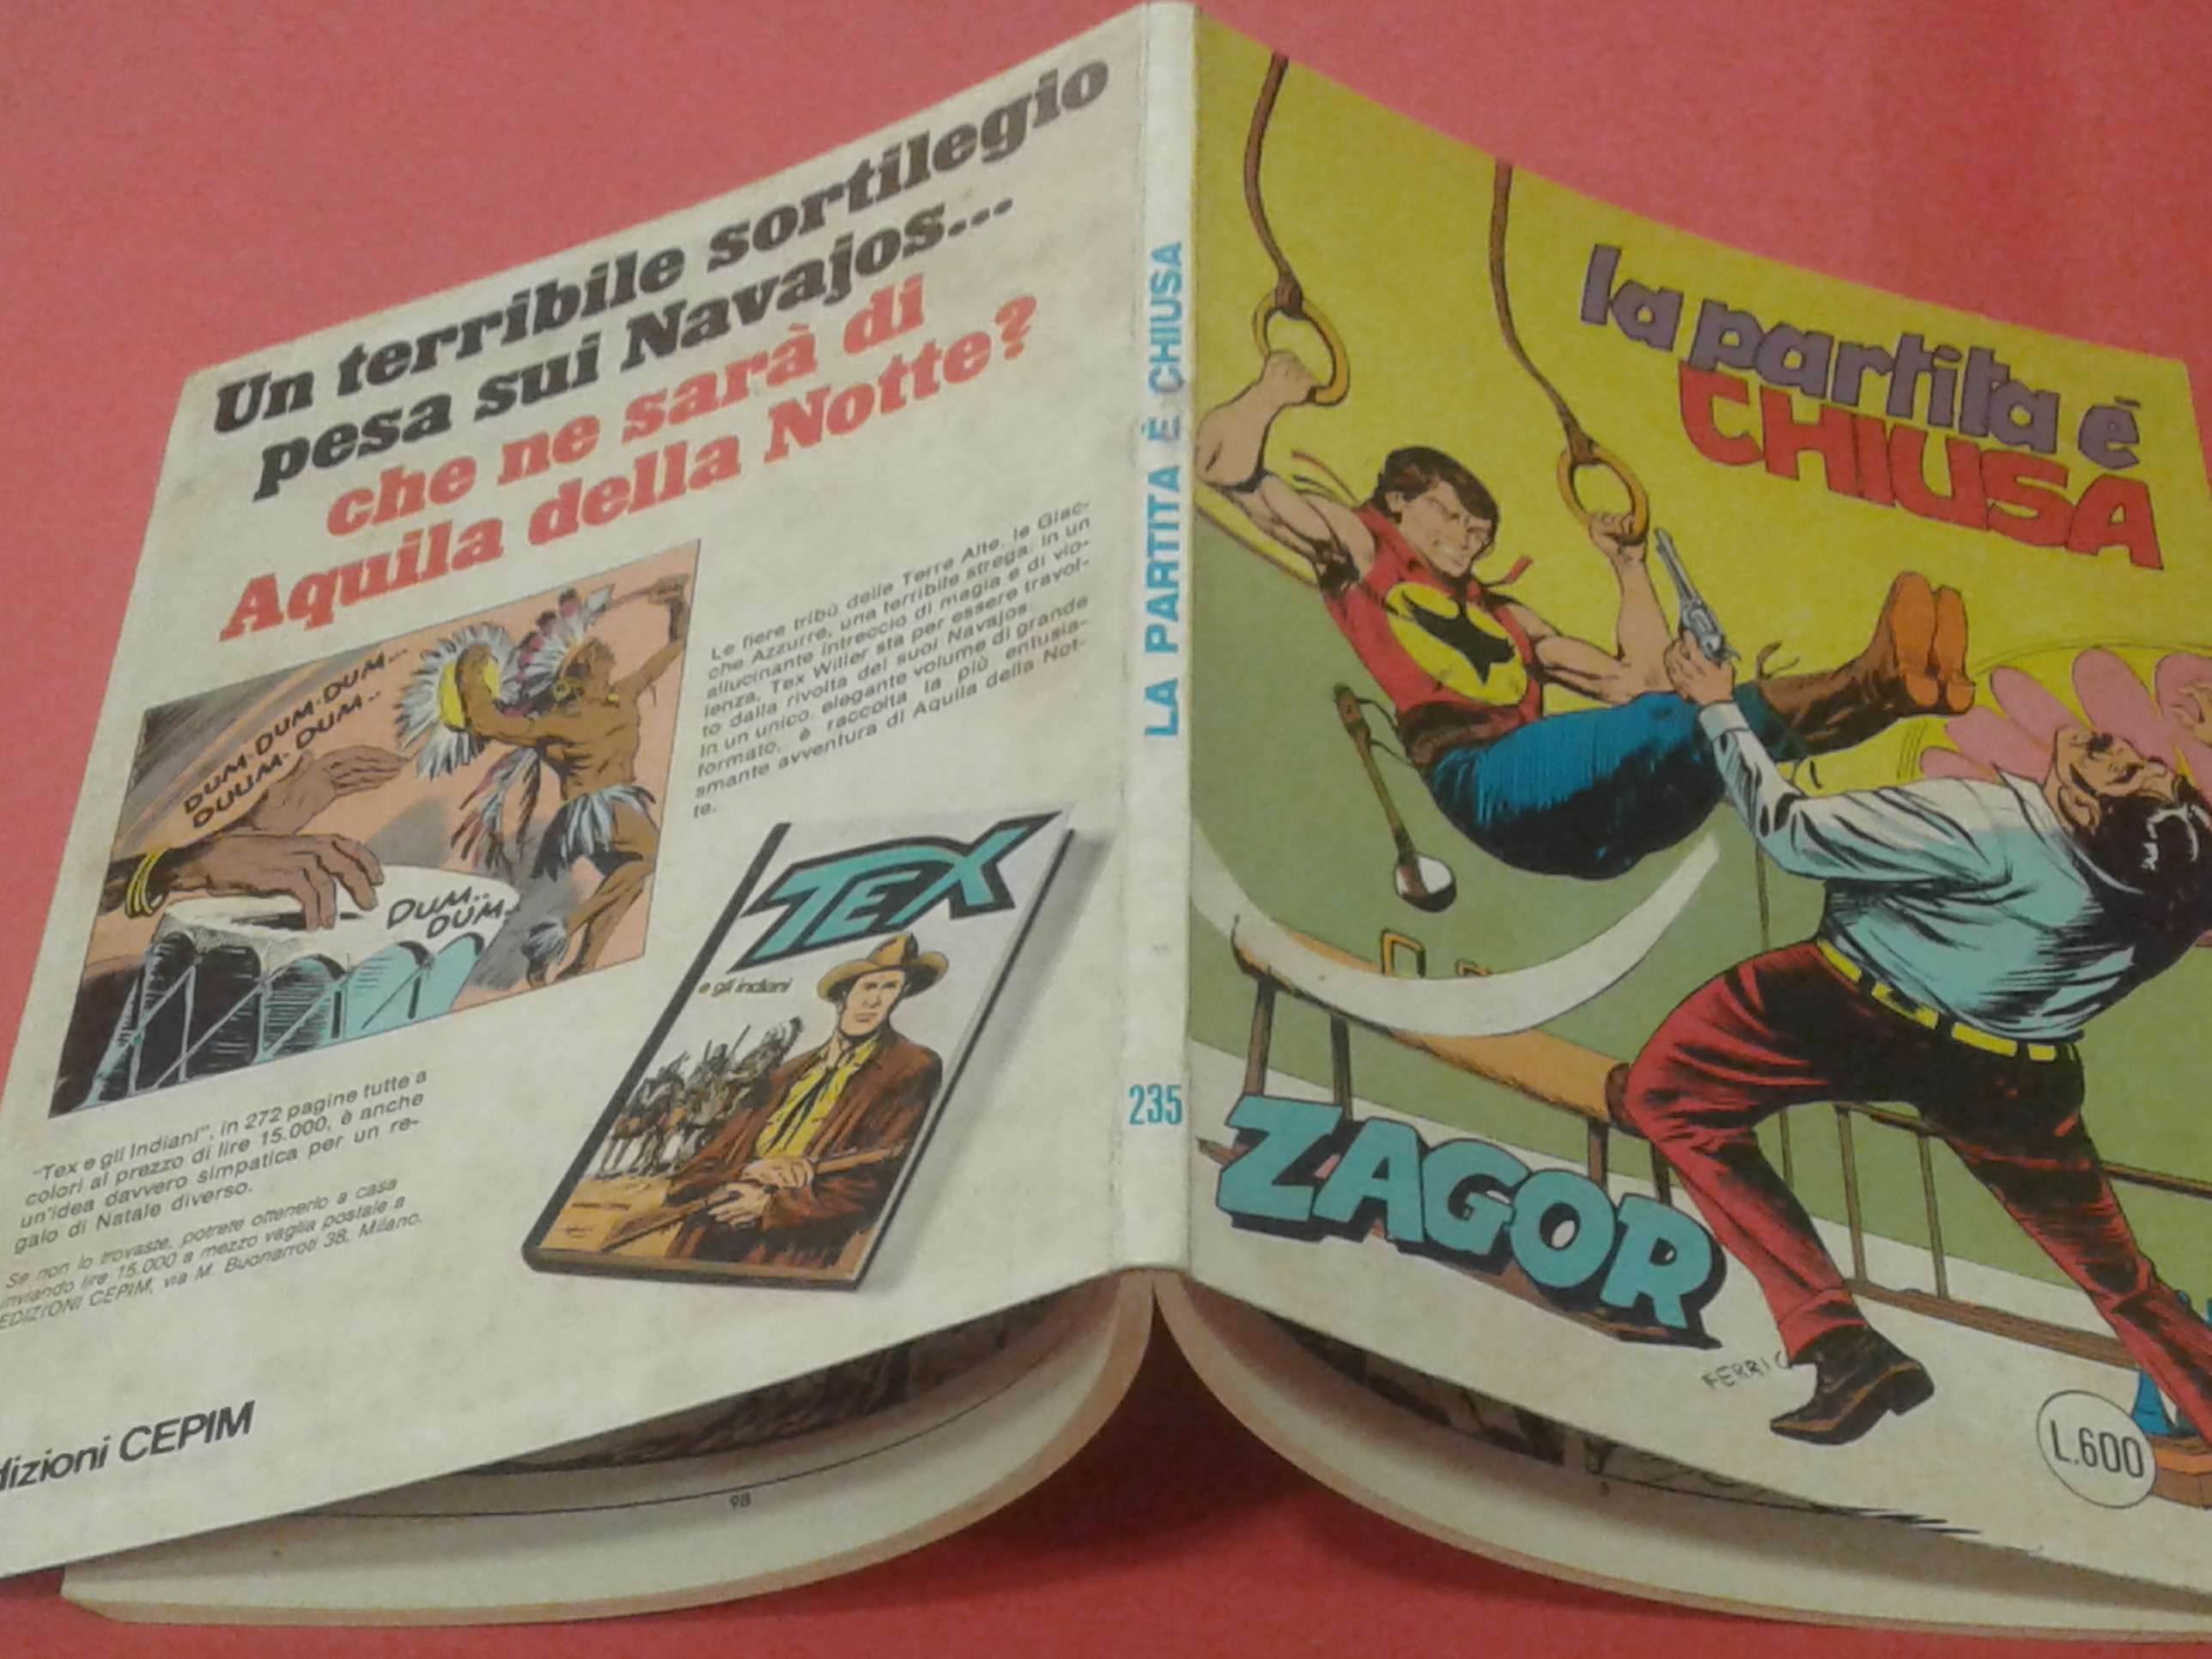 Un terribile sortilegio
pesa sui Navajos...
che ne sarà di
Aquila della Notte?
DUM-DUM-DUM...
DUUUM-DUM..
DUM..
DUM.
Le fiere tribù delle Terre Alte, le Giac-
che Azzurre, una terribile strega: in un
allucinante intreccio di magia e di vio-
lenza, Tex Willer sta per essere travol-
to dalla rivolta dei suoi Navajos.
In un unico, elegante volume di grande
formato, è raccolta la più entusia-
smante avventura di Aquila della Not-
te.
TEX
e gli indiani
"Tex e gli Indiani", in 272 pagine tutte a
colori al prezzo di lire 15.000, è anche
un'idea davvero simpatica per un re-
galo di Natale diverso.
Se non lo trovaste, potrete ottenerlo a casa
inviando lire 15.000 a mezzo vaglia postale a
EDIZIONI CEPIM, via M. Buonarroti 38, Milano.
dizioni CEPIM
98
LA PARTITA È CHIUSA
235
la partita è
CHIUSA
ZAGOR
FERRI
L.600